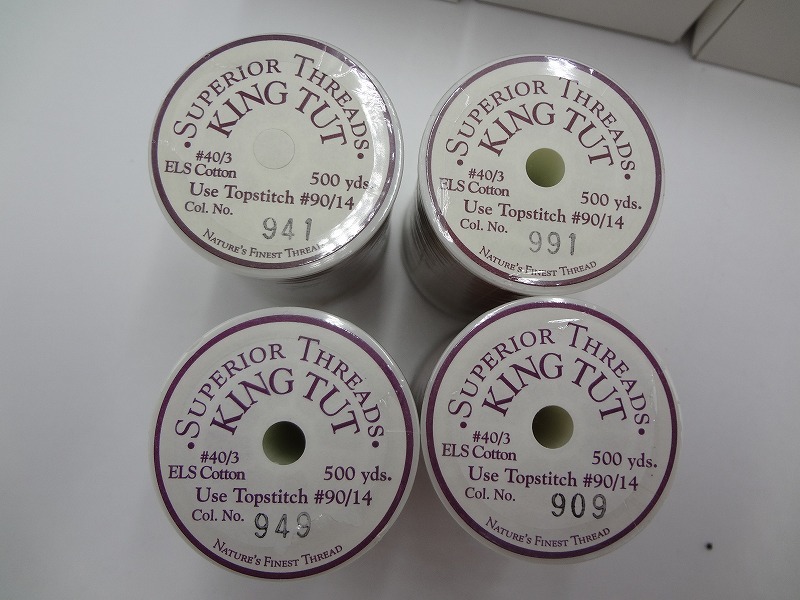 SUPERIOR THREADS
KING TUT
#40/3
ELS Cotton
500 yds.
Use Topstitch #90/14
Col. No. 941
NATURE'S FINEST THREAD
SUPERIOR THREADS
KING TUT
#40/3
ELS Cotton
500 yds.
Use Topstitch #90/14
Col. No. 991
NATURE'S FINEST THREAD
SUPERIOR THREADS
KING TUT
#40/3
ELS Cotton
500 yds.
Use Topstitch #90/14
Col. No. 949
NATURE'S FINEST THREAD
SUPERIOR THREADS
KING TUT
#40/3
ELS Cotton
500 yds.
Use Topstitch #90/14
Col. No. 909
NATURE'S FINEST THREAD